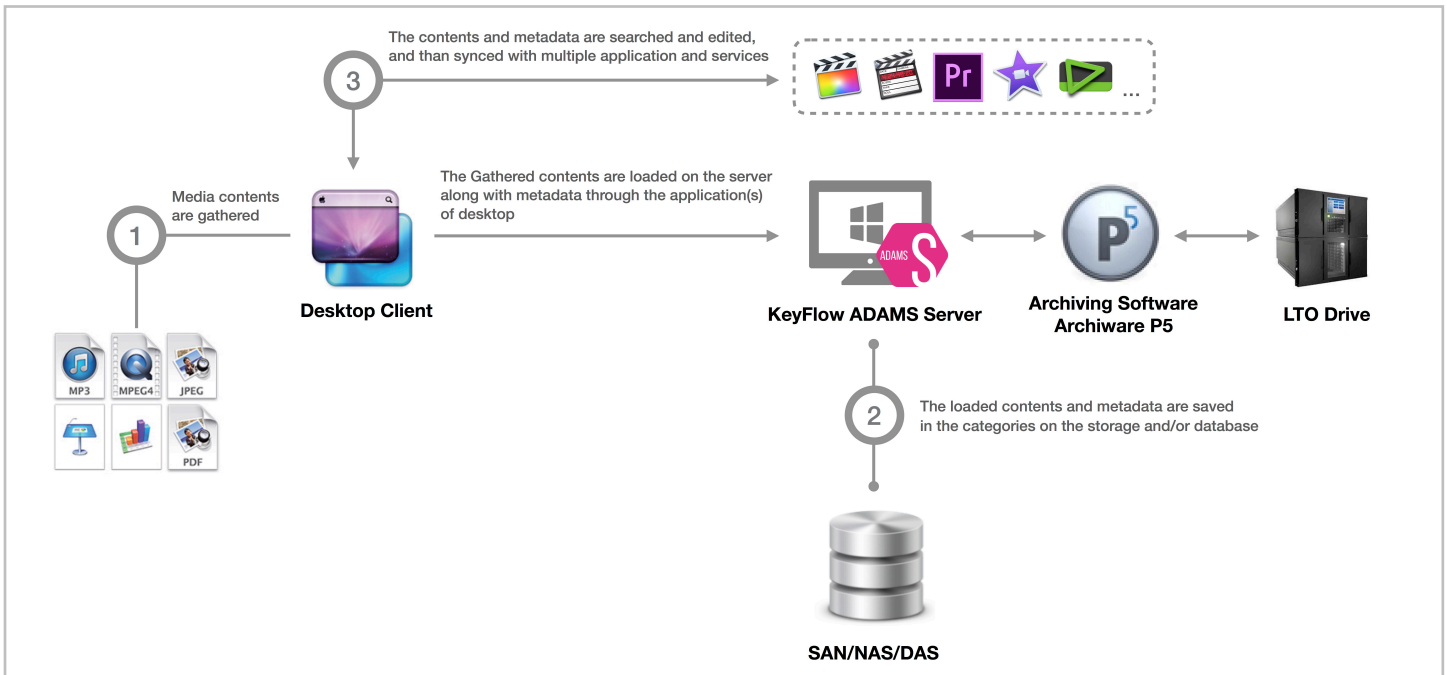 The contents and metadata are searched and edited,
and than synced with multiple application and services
3
Pr
...
Media contents
are gathered
1
The Gathered contents are loaded on the server
along with metadata through the application(s)
of desktop
ADAMS S
P5
Desktop Client
KeyFlow ADAMS Server
Archiving Software
Archiware P5
LTO Drive
MP3
MPEG4
JPEG
PDF
2
The loaded contents and metadata are saved
in the categories on the storage and/or database
SAN/NAS/DAS